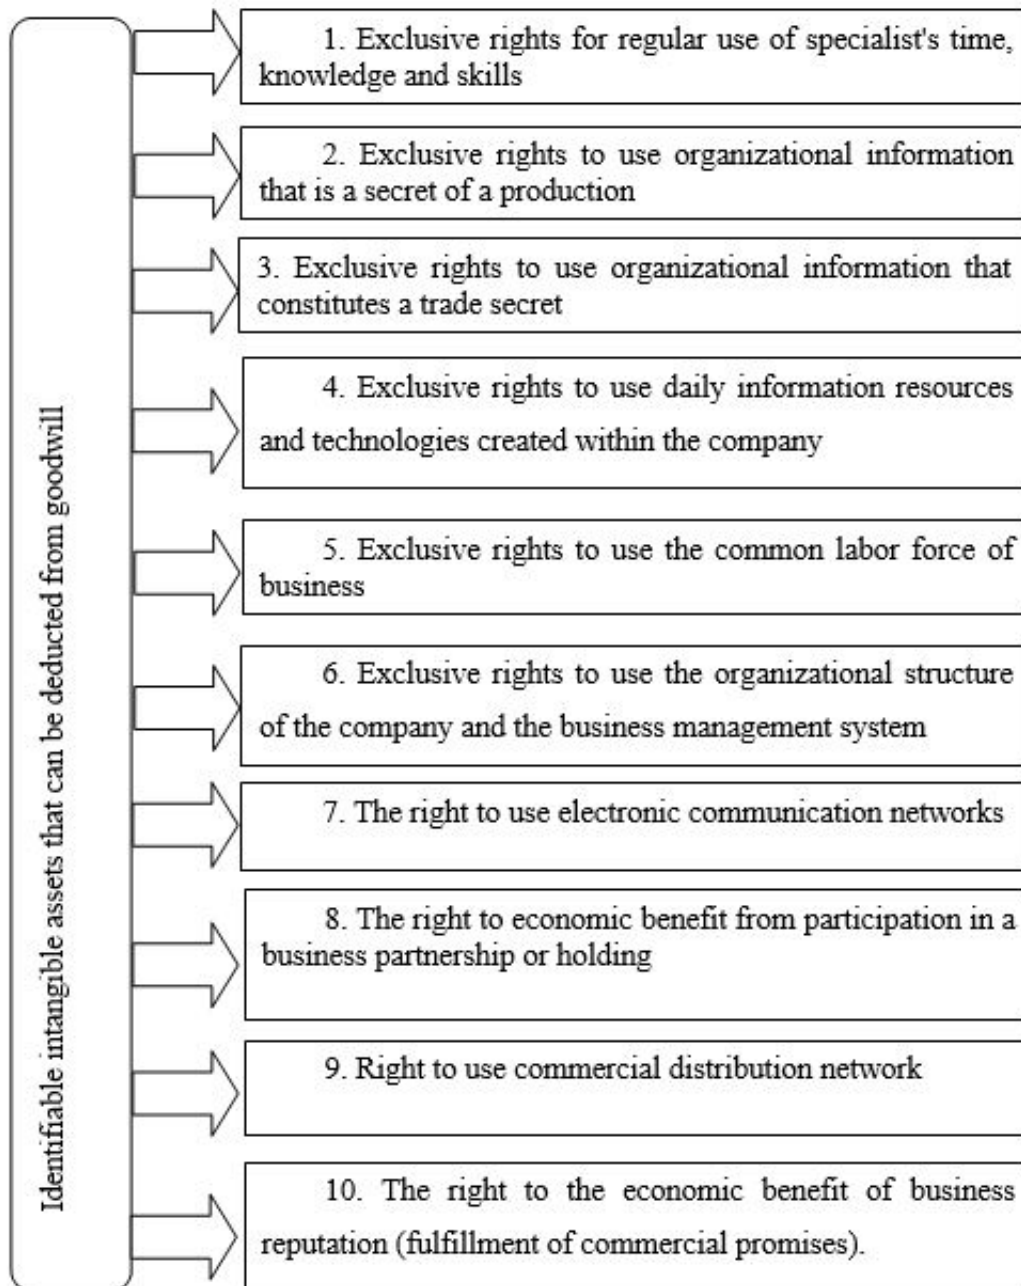 Identifiable intangible assets that can be deducted from goodwill
1. Exclusive rights for regular use of specialist's time,
knowledge and skills
2. Exclusive rights to use organizational information
that is a secret of a production
3. Exclusive rights to use organizational information that
constitutes a trade secret
4. Exclusive rights to use daily information resources
and technologies created within the company
5. Exclusive rights to use the common labor force of
business
6. Exclusive rights to use the organizational structure
of the company and the business management system
7. The right to use electronic communication networks
8. The right to economic benefit from participation in a
business partnership or holding
9. Right to use commercial distribution network
10. The right to the economic benefit of business
reputation (fulfillment of commercial promises).